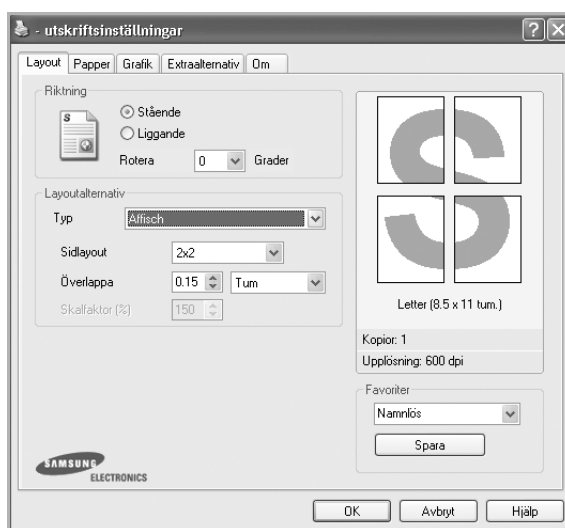 - utskriftsinställningar
Layout Papper Grafik Extraalternativ Om
Riktning
S
Stående
Liggande
Rotera 0 Grader
Layoutalternativ
Typ Affisch
Sidlayout 2x2
Överlappa 0.15 Tum
Skalfaktor (%) 150
S
Letter (8.5 x 11 tum.)
Kopior: 1
Upplösning: 600 dpi
Favoriter
Namnlös
Spara
SAMSUNG
ELECTRONICS
OK Avbryt Hjälp